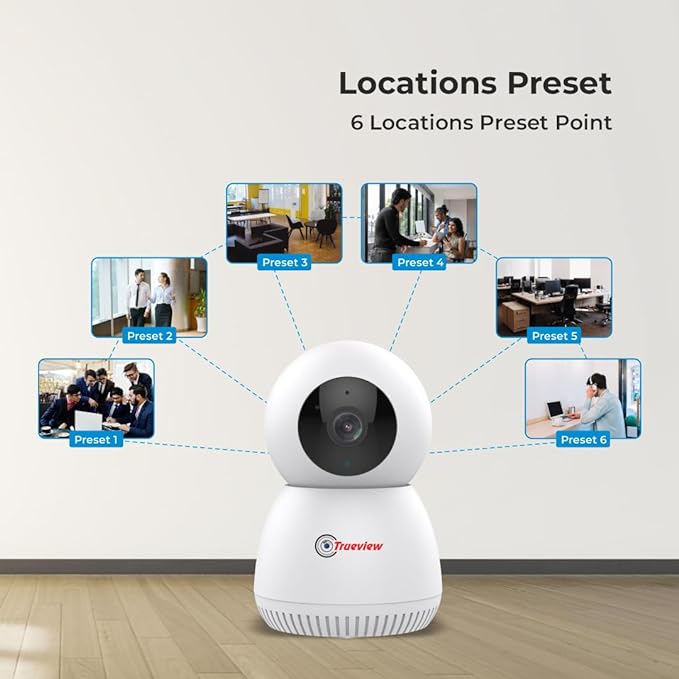 Locations Preset
6 Locations Preset Point
Preset 3
Preset 4
Preset 2
Preset 5
Preset 1
Preset 6
Trueview